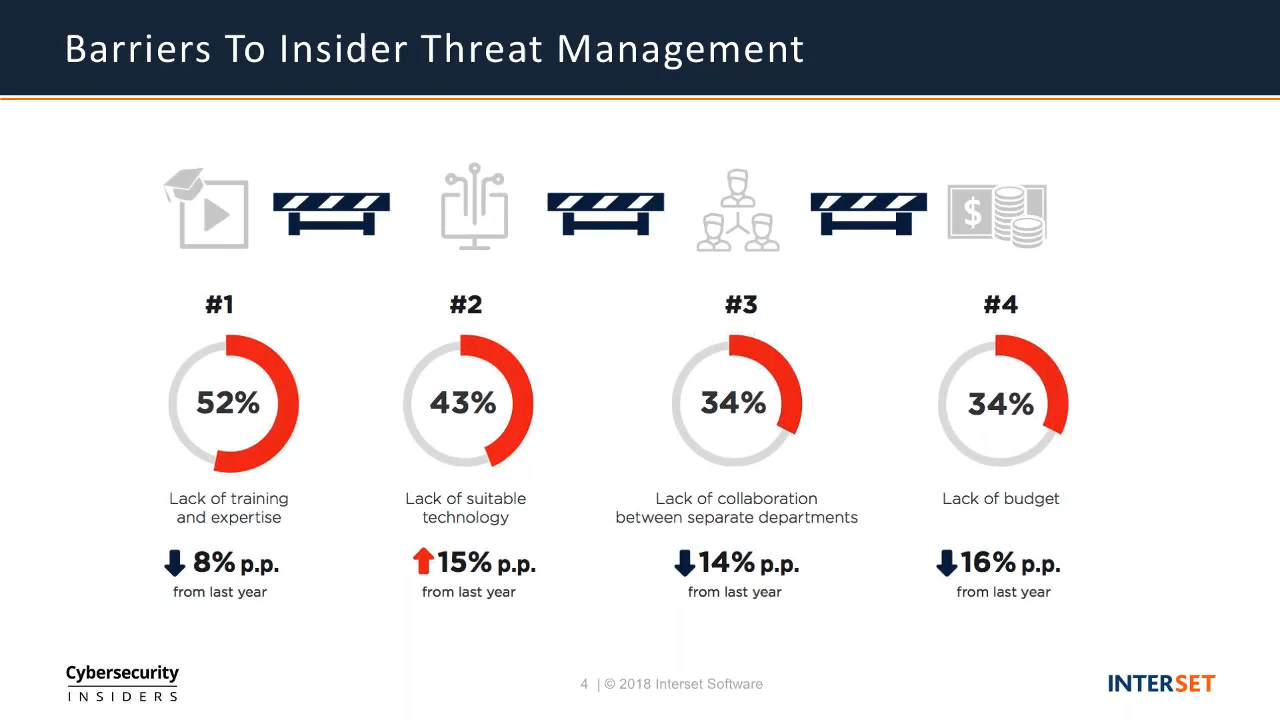 Barriers To Insider Threat Management
$
#1
#2
#3
#4
52%
43%
34%
34%
Lack of training
and expertise
Lack of suitable
technology
Lack of collaboration
between separate departments
Lack of budget
8% p.p.
from last year
15% p.p.
from last year
14% p.p.
from last year
16% p.p.
from last year
Cybersecurity
INSIDERS
4 | © 2018 Interset Software
INTERSET